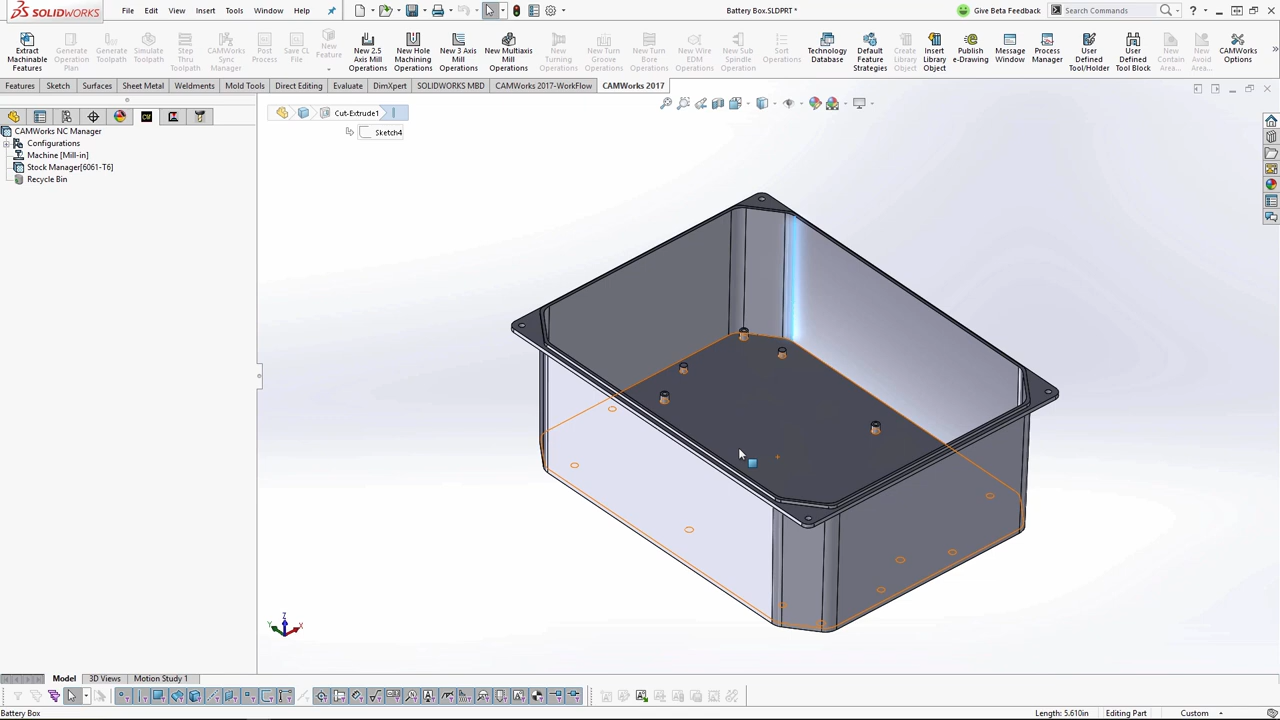 SOLIDWORKS File Edit View Insert Tools Window Help Battery Box.SLDPRT * Give Beta Feedback Search Commands
Extract Machinable Features
Generate Operation Plan
Generate Toolpath
Simulate Toolpath
Step Thru Toolpath
CAMWorks Sync Manager
Post Process
Save CL File
New Feature
New 2.5 Axis Mill Operations
New Hole Machining Operations
New 3 Axis Mill Operations
New Multiaxis Mill Operations
New Turning Operations
New Turn Groove Operations
New Turn Bore Operations
New Wire EDM Operations
New Sub Spindle Operation
Sort Operations
Technology Database
Default Feature Strategies
Create Library Object
Insert Library Object
Publish e-Drawing
Message Window
Process Manager
User Defined Tool/Holder
User Defined Tool Block
New Contain Area...
New Avoid Area...
CAMWorks Options
Features Sketch Surfaces Sheet Metal Weldments Mold Tools Direct Editing Evaluate DimXpert SOLIDWORKS MBD CAMWorks 2017-WorkFlow CAMWorks 2017
Cut-Extrude1
Sketch4
CAMWorks NC Manager
Configurations
Machine [Mill-in]
Stock Manager[6061-T6]
Recycle Bin
Z
Y X
Model 3D Views Motion Study 1
Battery Box Length: 5.610in Editing Part Custom